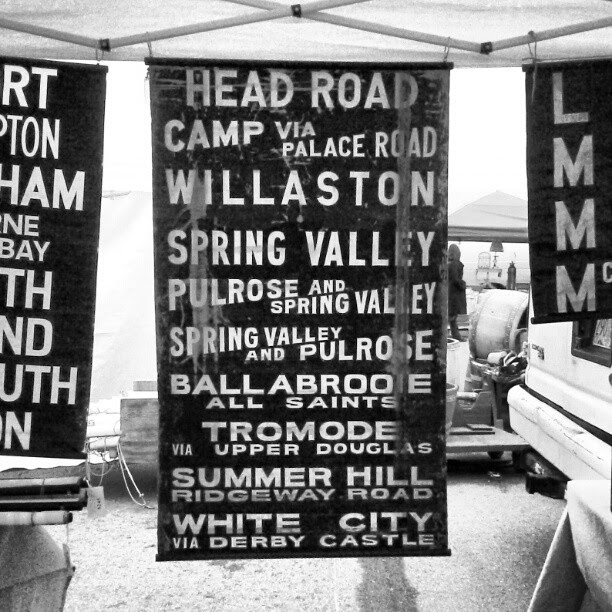 RT
PTON
HAM
RNE
BAY
TH
ND
UTH
ON
HEAD ROAD
CAMP VIA
PALACE ROAD
WILLASTON
SPRING VALLEY
PULROSE AND
SPRING VALLEY
SPRING VALLEY
AND PULROSE
BALLABROOIE
ALL SAINTS
TROMODE
VIA UPPER DOUGLAS
SUMMER HILL
RIDGEWAY ROAD
WHITE CITY
VIA DERBY CASTLE
L
M
M
M